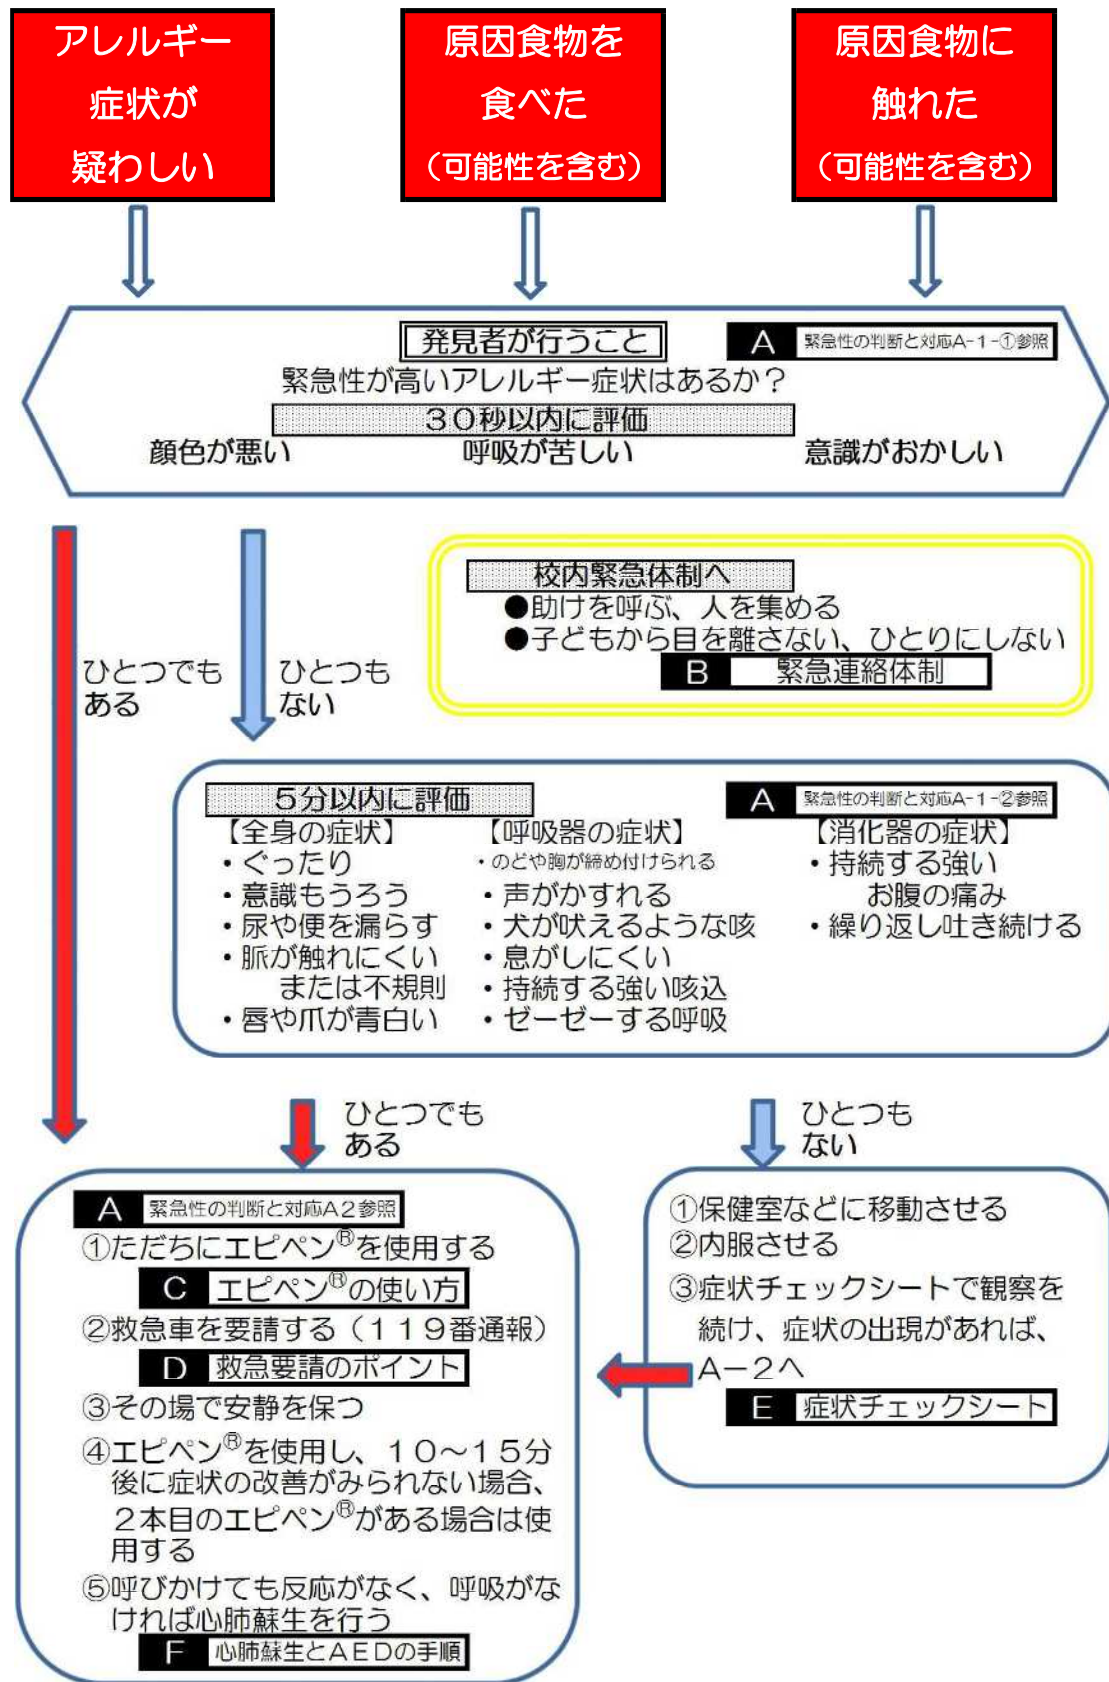 アレルギー
症状が
疑わしい
原因食物を
食べた
（可能性を含む）
原因食物に
触れた
（可能性を含む）
発見者が行うこと
A 緊急性の判断と対応A-1-①参照
緊急性が高いアレルギー症状はあるか？
３０秒以内に評価
顔色が悪い 呼吸が苦しい 意識がおかしい
ひとつでも
ある
ひとつも
ない
校内緊急体制へ
●助けを呼ぶ、人を集める
●子どもから目を離さない、ひとりにしない
B 緊急連絡体制
５分以内に評価
A 緊急性の判断と対応A-1-②参照
【全身の症状】
・ぐったり
・意識もうろう
・尿や便を漏らす
・脈が触れにくい
または不規則
・唇や爪が青白い
【呼吸器の症状】
・のどや胸が締め付けられる
・声がかすれる
・犬が吠えるような咳
・息がしにくい
・持続する強い咳込
・ゼーゼーする呼吸
【消化器の症状】
・持続する強い
お腹の痛み
・繰り返し吐き続ける
ひとつでも
ある
ひとつも
ない
A 緊急性の判断と対応A２参照
①ただちにエピペン®を使用する
C エピペン®の使い方
②救急車を要請する（１１９番通報）
D 救急要請のポイント
③その場で安静を保つ
④エピペン®を使用し、１０～１５分
後に症状の改善がみられない場合、
２本目のエピペン®がある場合は使
用する
⑤呼びかけても反応がなく、呼吸がな
ければ心肺蘇生を行う
F 心肺蘇生とＡＥＤの手順
①保健室などに移動させる
②内服させる
③症状チェックシートで観察を
続け、症状の出現があれば、
A－２へ
E 症状チェックシート